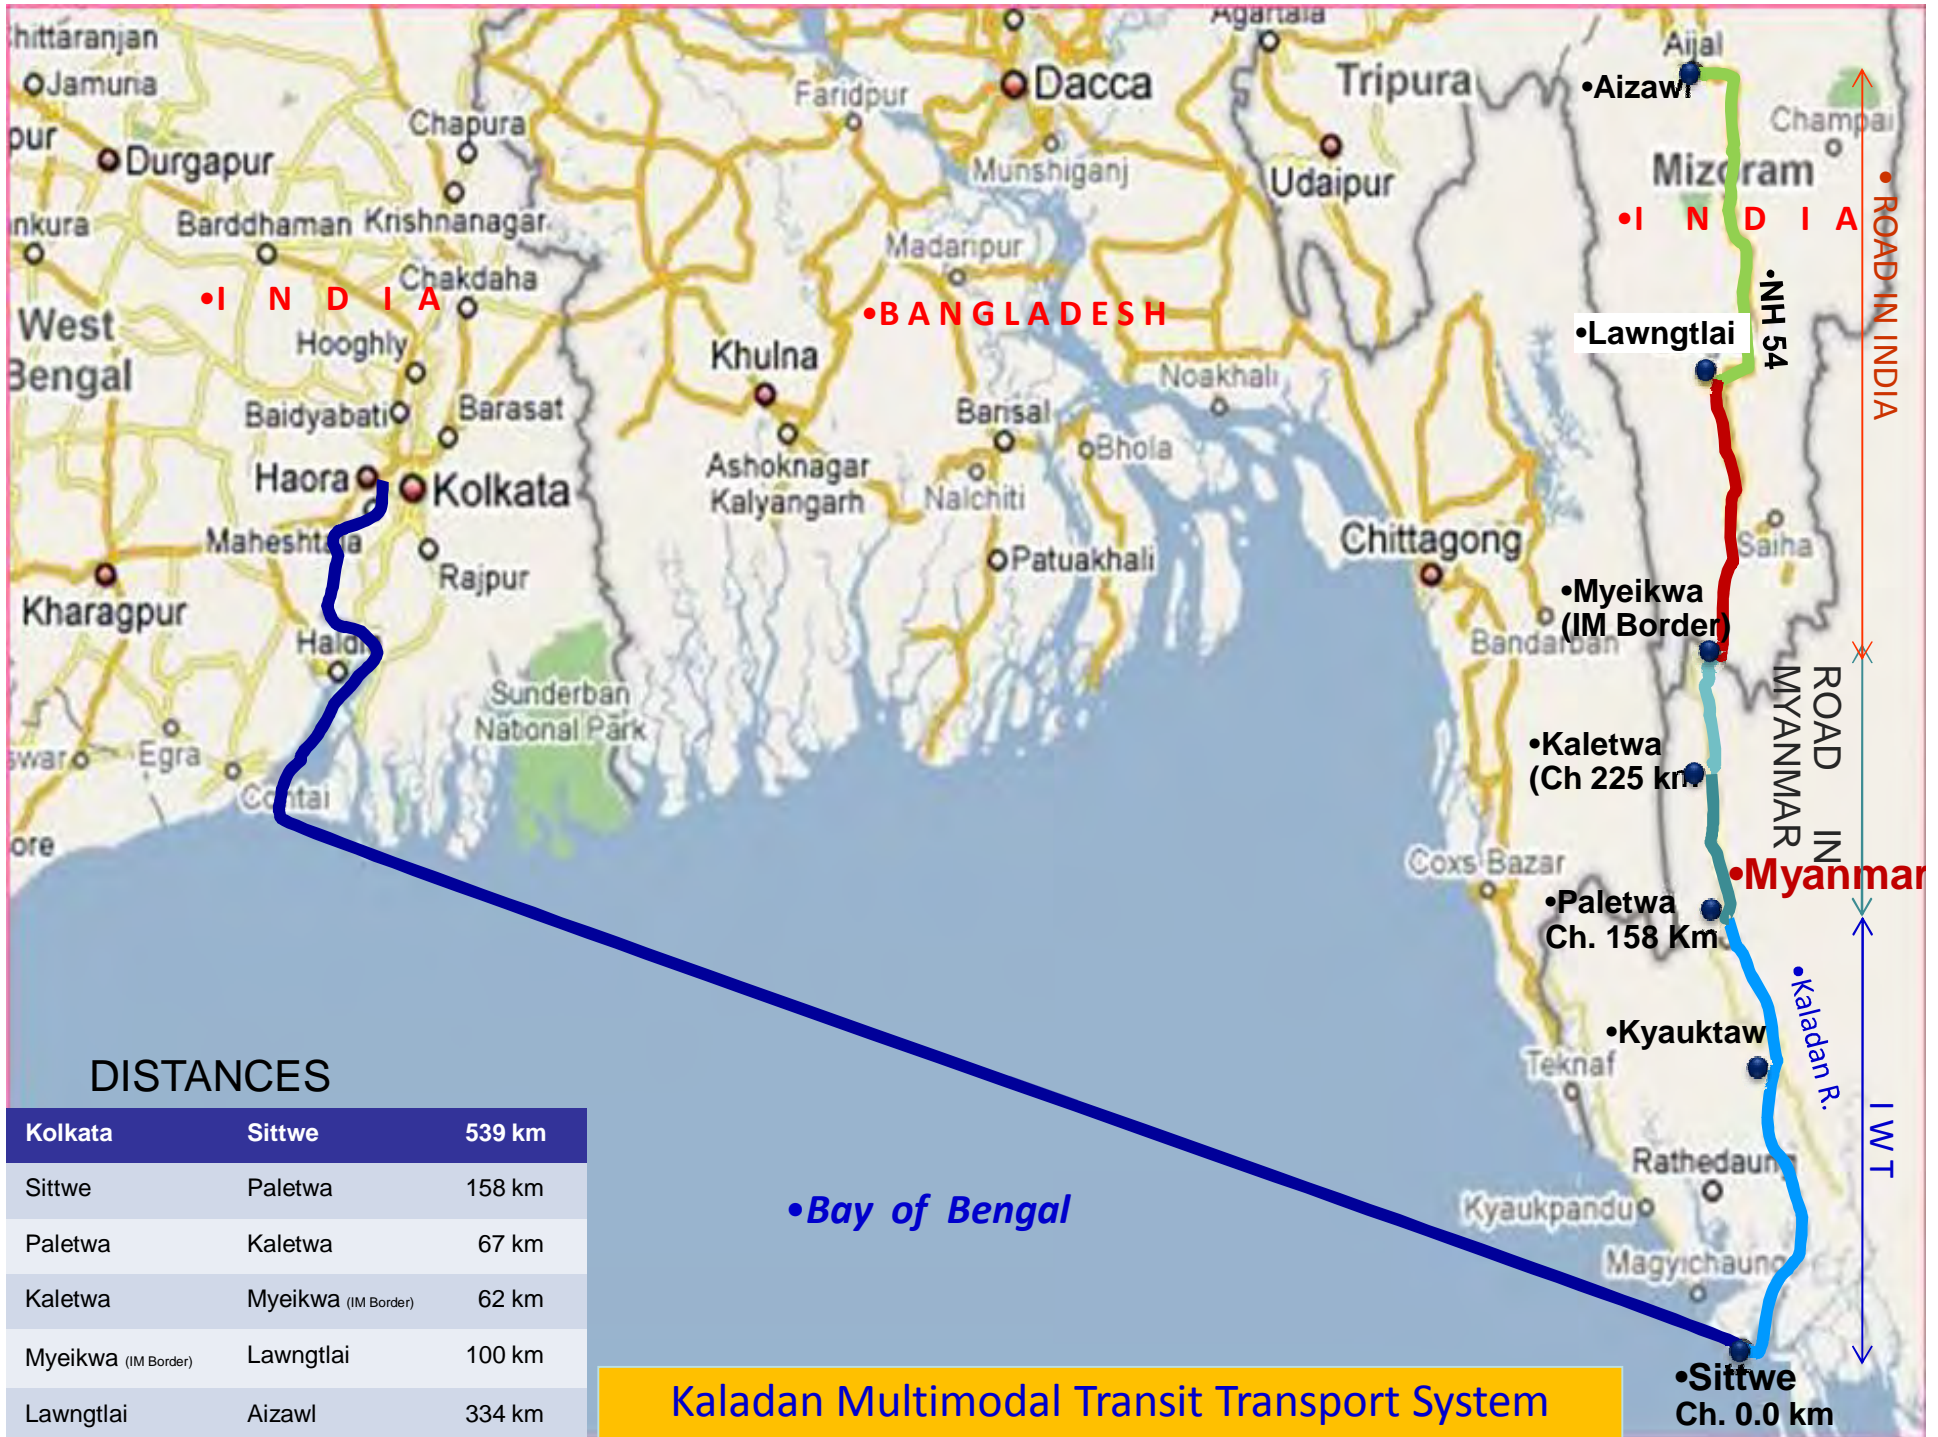 hittaranjan
Jamuria
Agartala
Aijal
•Aizawl
Dacca
Tripura
Faridpur
Chapura
Champai
pur
Durgapur
Munshiganj
Udaipur
Mizoram
ankura
Barddhaman
Krishnanagar
•I N D I A
•ROAD IN INDIA
Madaripur
Chakdaha
•I N D I A
•BANGLADESH
•NH 54
West
Bengal
Hooghly
Khulna
•Lawngtlai
Noakhali
Baidyabati
Barasat
Barisal
Bhola
Haora
Kolkata
Ashoknagar
Kalyangarh
Nalchiti
Maheshtala
Chittagong
Saiha
Rajpur
Patuakhali
Kharagpur
•Myeikwa
(IM Border)
Bandarban
Haldia
ROAD IN
MYANMAR
Sunderban
National Park
swar
Egra
•Kaletwa
(Ch 225 km
Contai
ore
Coxs Bazar
•Myanmar
•Paletwa
Ch. 158 Km
•Kaladan R.
•Kyauktaw
Teknaf
I W T
Rathedaung
Kyaukpandu
•Bay of Bengal
Magyichaung
•Sittwe
Ch. 0.0 km
DISTANCES
Kolkata Sittwe 539 km
Sittwe Paletwa 158 km
Paletwa Kaletwa 67 km
Kaletwa Myeikwa (IM Border) 62 km
Myeikwa (IM Border) Lawngtlai 100 km
Lawngtlai Aizawl 334 km
Kaladan Multimodal Transit Transport System